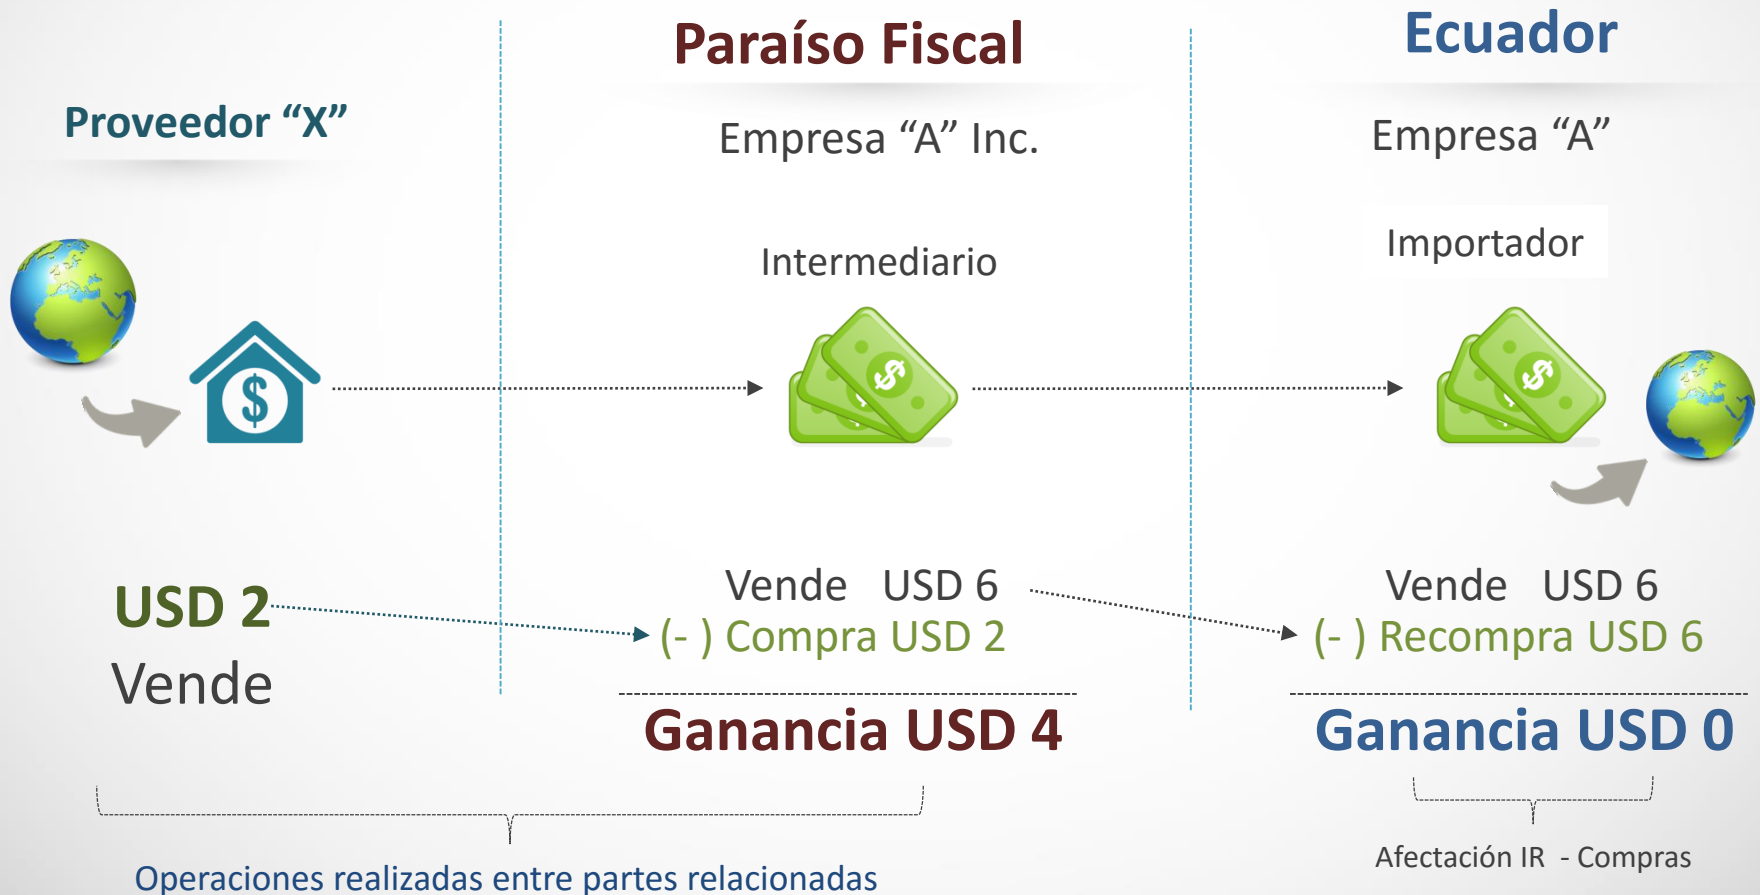 Proveedor “X”
USD 2
Vende
Paraíso Fiscal
Empresa “A” Inc.
Intermediario
Vende USD 6
(- ) Compra USD 2
Ganancia USD 4
Operaciones realizadas entre partes relacionadas
Ecuador
Empresa “A”
Importador
Vende USD 6
(- ) Recompra USD 6
Ganancia USD 0
Afectación IR - Compras